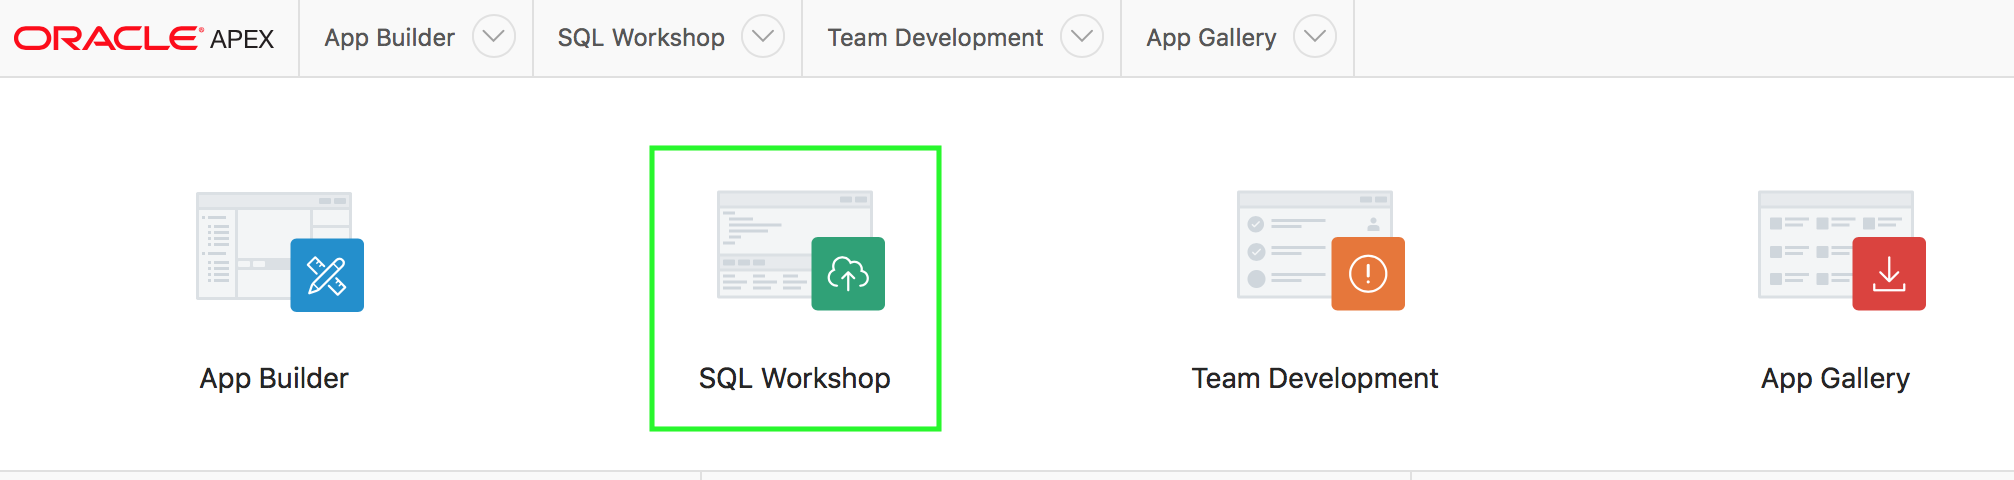 ORACLE® APEX App Builder SQL Workshop Team Development App Gallery
App Builder SQL Workshop Team Development App Gallery